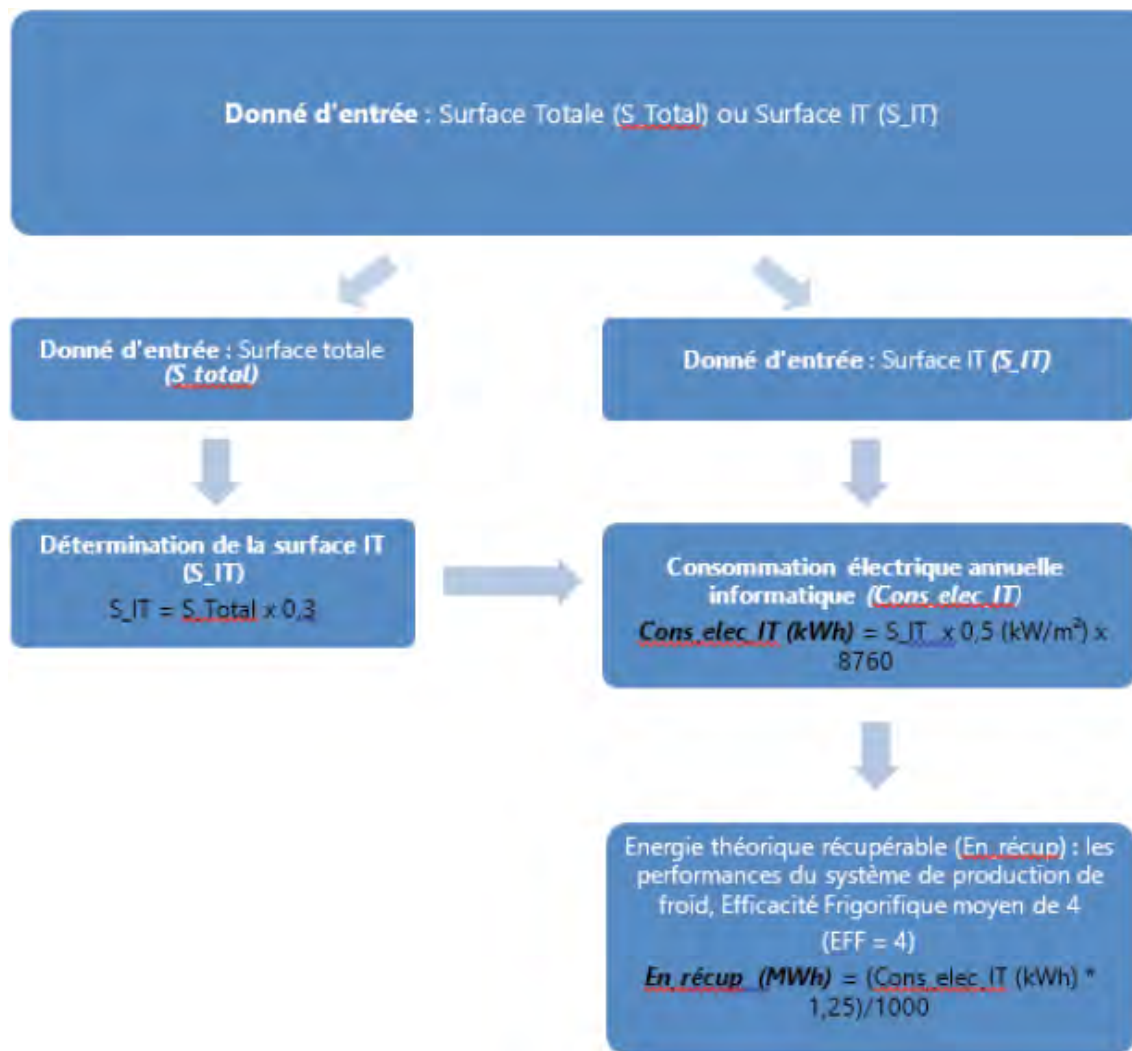 Donné d'entrée : Surface Totale (S_Total) ou Surface IT (S_IT)
Donné d'entrée : Surface totale
(S_total)
Donné d'entrée : Surface IT (S_IT)
Détermination de la surface IT
(S_IT)
S_IT = S_Total x 0,3
Consommation électrique annuelle
informatique (Cons_elec_IT)
Cons_elec_IT (kWh) = S_IT x 0,5 (kW/m²) x
8760
Energie théorique récupérable (En_récup) : les
performances du système de production de
froid, Efficacité Frigorifique moyen de 4
(EFF = 4)
En_récup (MWh) = (Cons_elec_IT (kWh) *
1,25)/1000